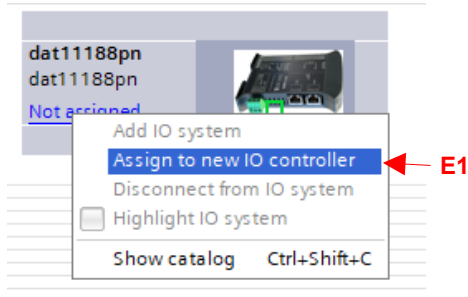 dat11188pn
dat11188pn
Not assigned
Add IO system
Assign to new IO controller
E1
Disconnect from IO system
Highlight IO system
Show catalog Ctrl+Shift+C